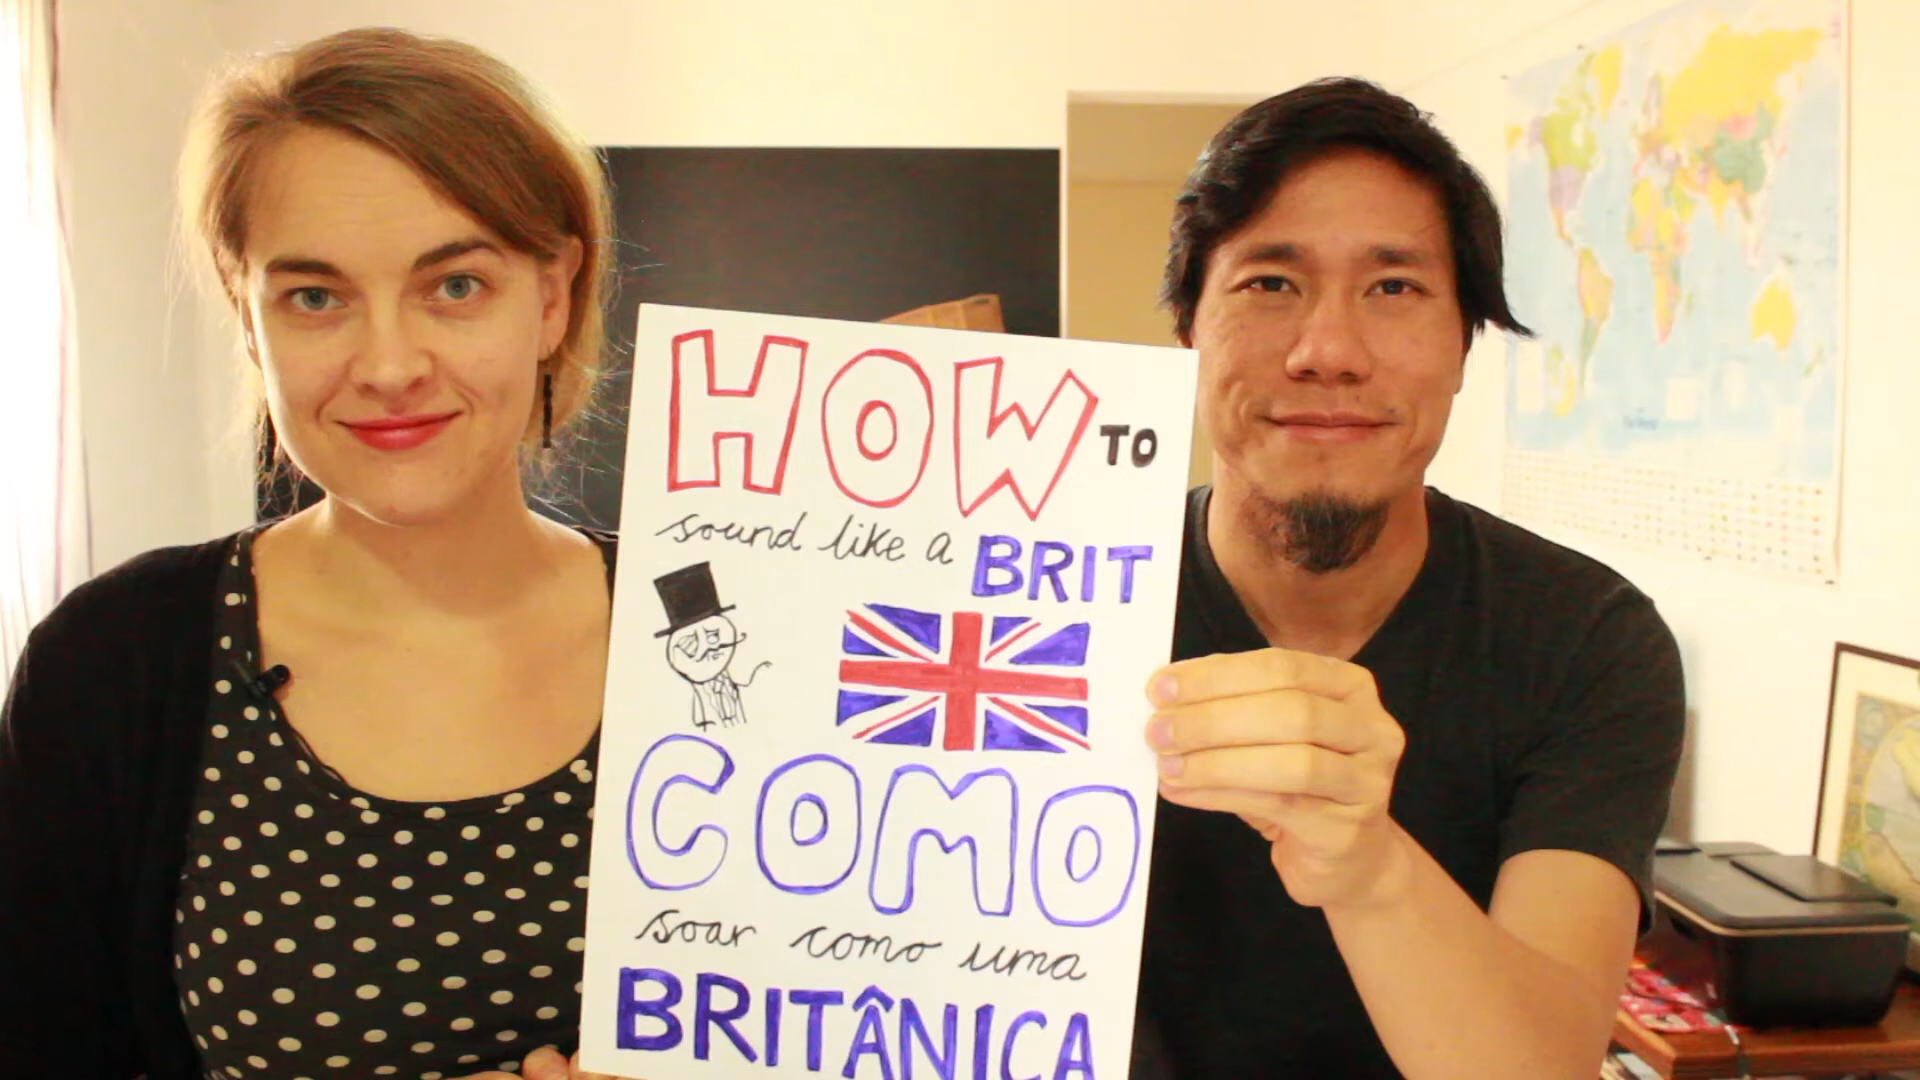 HOW TO
sound like a BRIT
COMO
soar como uma
BRITÂNICA